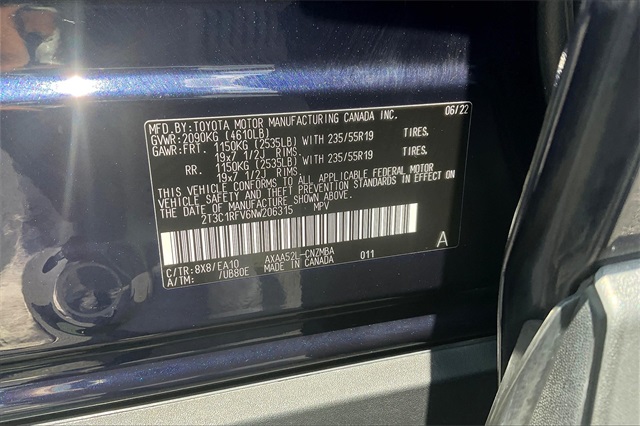 MFD.BY:TOYOTA MOTOR MANUFACTURING CANADA INC. 06/22
GVWR:2090KG (4610LB)
GAWR:FRT. 1150KG (2535LB) WITH 235/55R19 TIRES.
19x7 1/2J RIMS.
RR. 1150KG (2535LB) WITH 235/55R19 TIRES.
19x7 1/2J RIMS.
THIS VEHICLE CONFORMS TO ALL APPLICABLE FEDERAL MOTOR
VEHICLE SAFETY AND THEFT PREVENTION STANDARDS IN EFFECT ON
THE DATE OF MANUFACTURE SHOWN ABOVE.
2T3C1RFV6NW206315 MPV
A
C/TR:8X8/EA10 AXAA52L-CNZMBA 011
A/TM: /UB80E MADE IN CANADA